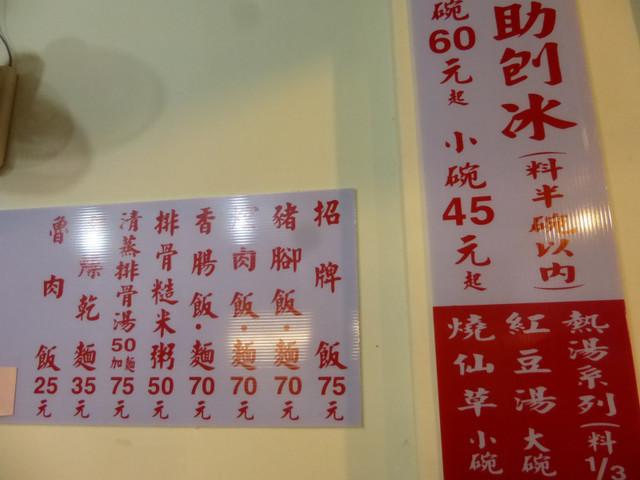 助刨冰(料半碗以內)
碗60元起 小碗45元起
熱湯系列(料1/3
紅豆湯 大碗
燒仙草 小碗
招牌飯75元
豬腳飯·麵70元
肉飯·麵70元
香腸飯·麵70元
排骨糙米粥50元
清蒸排骨湯50加麵75元
乾麵35元
魯肉飯25元